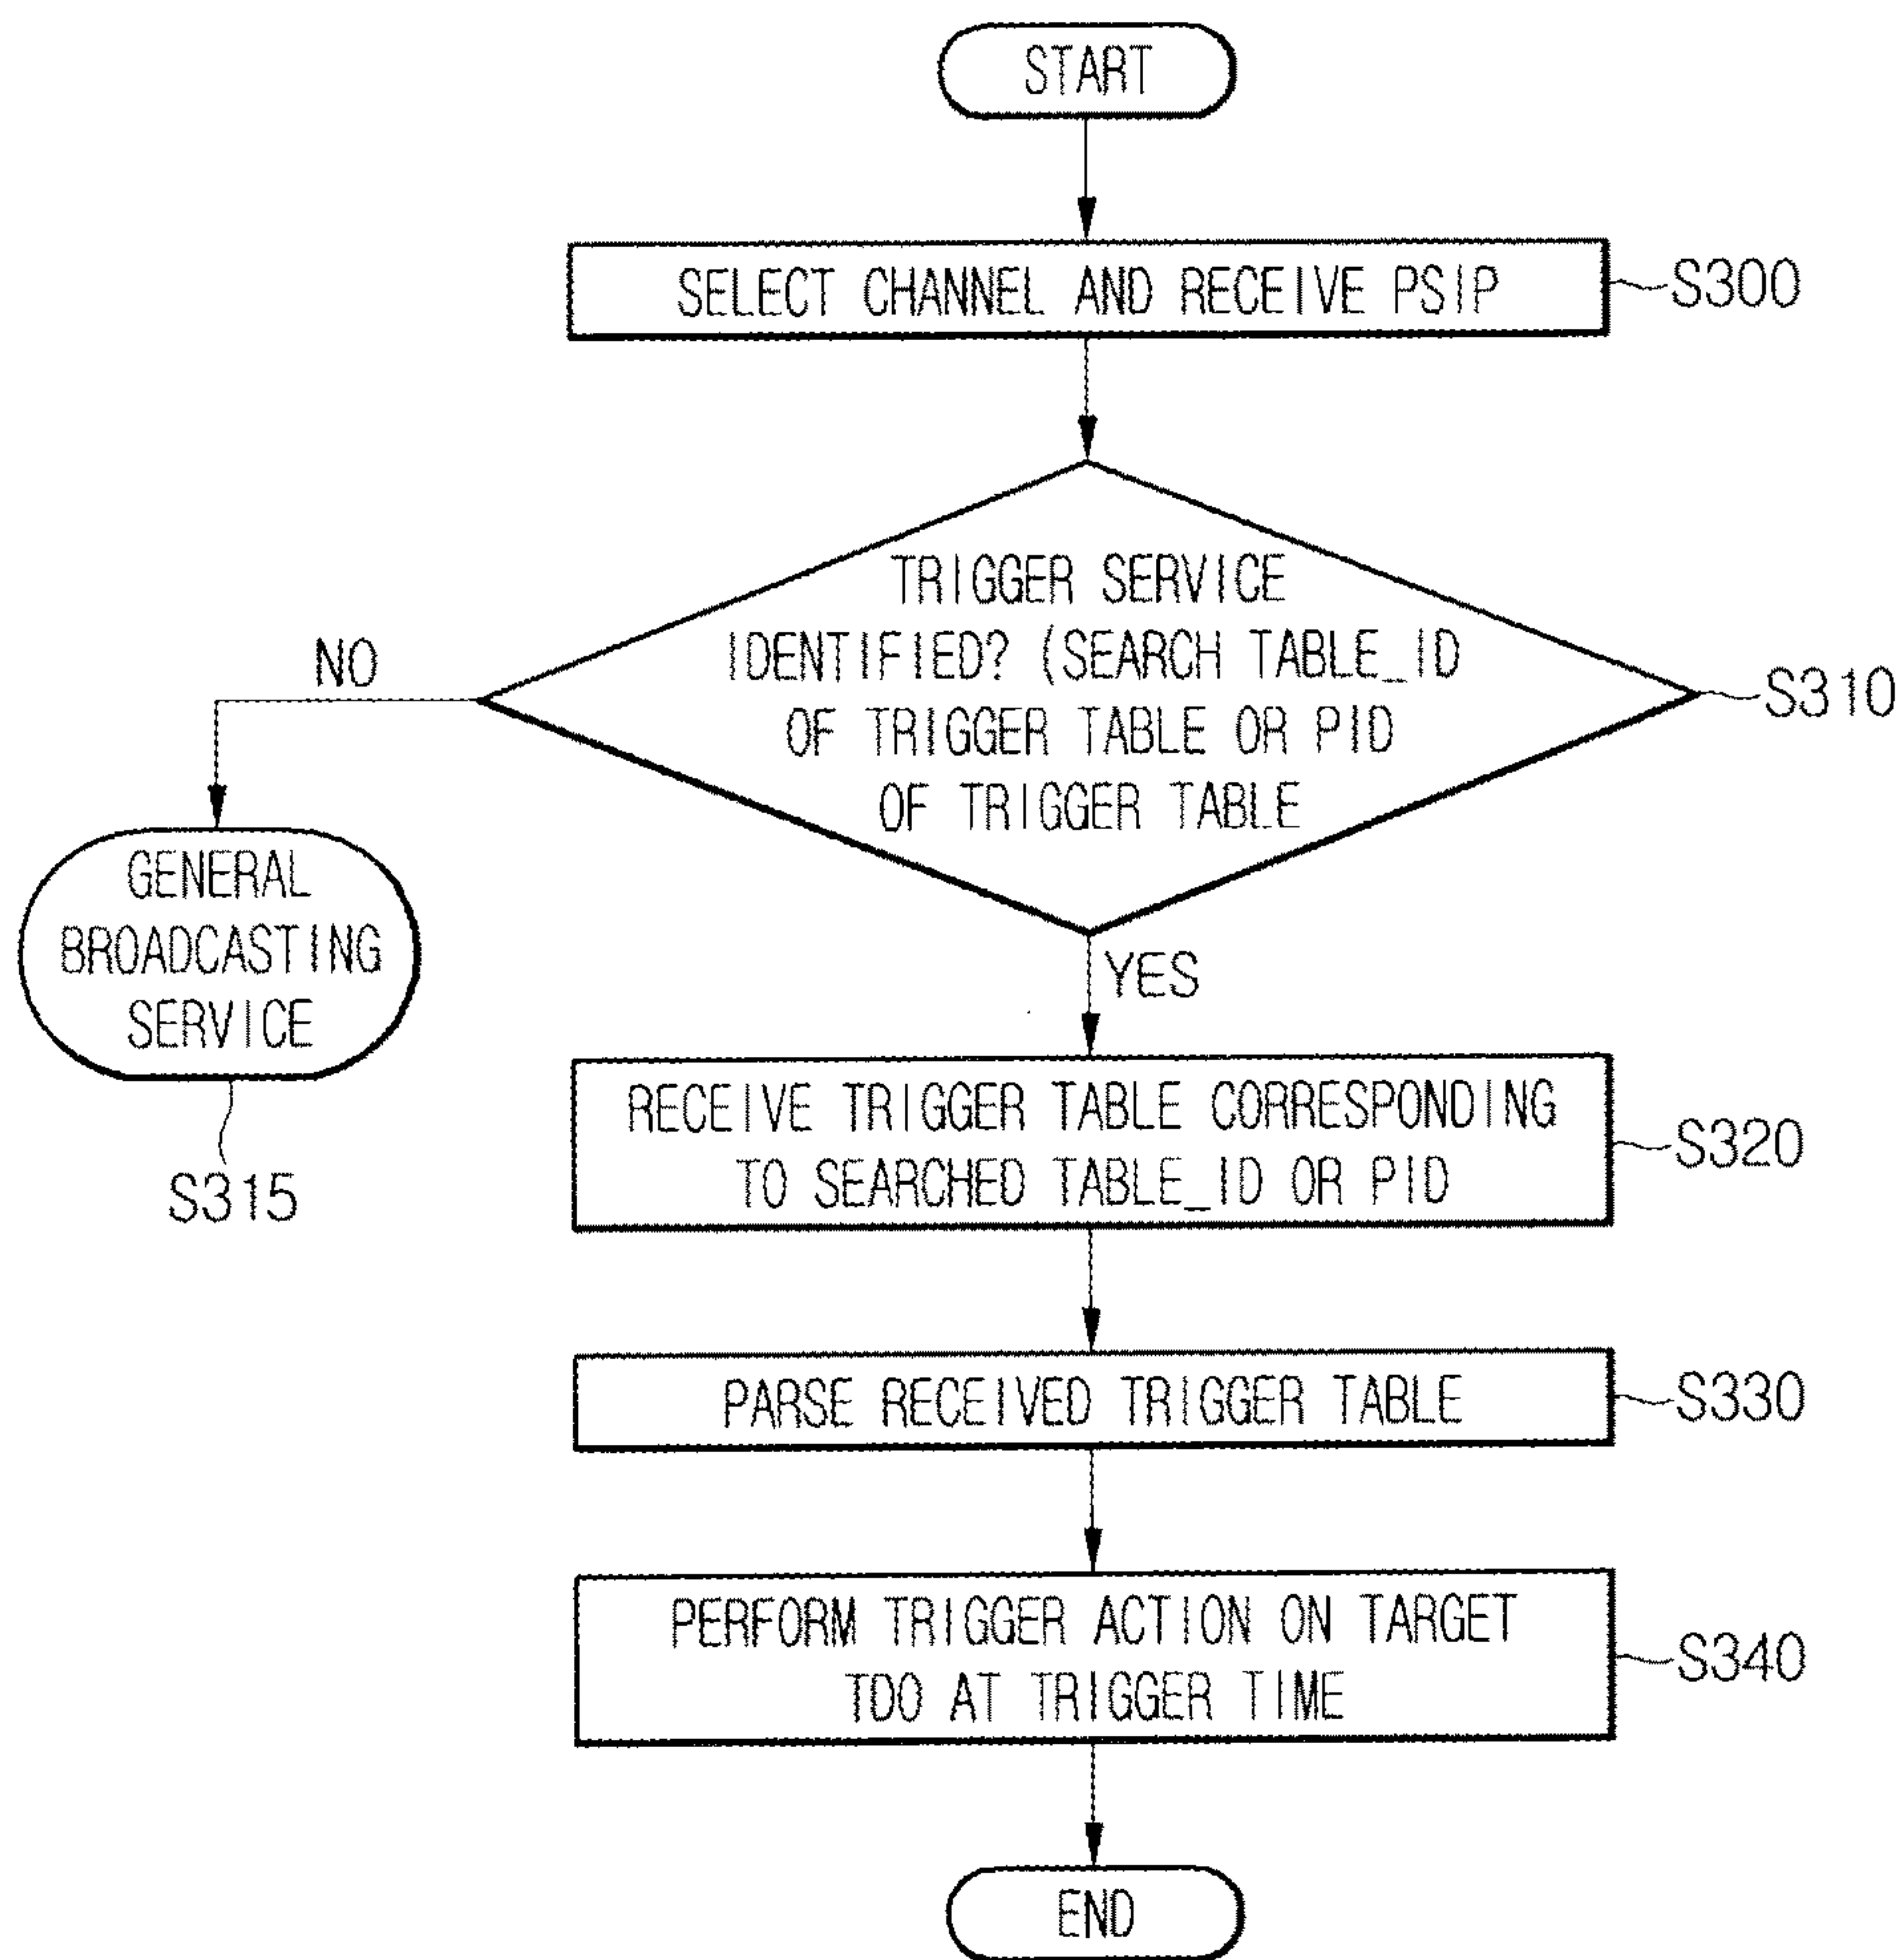 START
SELECT CHANNEL AND RECEIVE PSIP
S300
TRIGGER SERVICE
IDENTIFIED? (SEARCH TABLE_ID
OF TRIGGER TABLE OR PID
OF TRIGGER TABLE
S310
NO
GENERAL
BROADCASTING
SERVICE
S315
YES
RECEIVE TRIGGER TABLE CORRESPONDING
TO SEARCHED TABLE_ID OR PID
S320
PARSE RECEIVED TRIGGER TABLE
S330
PERFORM TRIGGER ACTION ON TARGET
TDO AT TRIGGER TIME
S340
END